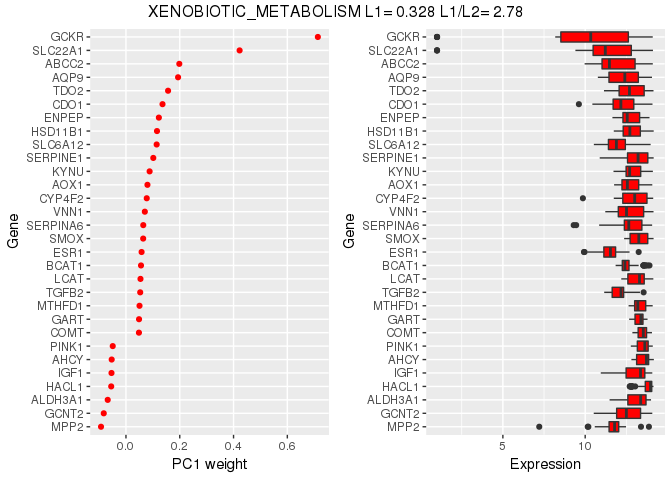 XENOBIOTIC_METABOLISM L1= 0.328 L1/L2= 2.78
Gene
GCKR
SLC22A1
ABCC2
AQP9
TDO2
CDO1
ENPEP
HSD11B1
SLC6A12
SERPINE1
KYNU
AOX1
CYP4F2
VNN1
SERPINA6
SMOX
ESR1
BCAT1
LCAT
TGFB2
MTHFD1
GART
COMT
PINK1
AHCY
IGF1
HACL1
ALDH3A1
GCNT2
MPP2
0.0 0.2 0.4 0.6
PC1 weight
Gene
GCKR
SLC22A1
ABCC2
AQP9
TDO2
CDO1
ENPEP
HSD11B1
SLC6A12
SERPINE1
KYNU
AOX1
CYP4F2
VNN1
SERPINA6
SMOX
ESR1
BCAT1
LCAT
TGFB2
MTHFD1
GART
COMT
PINK1
AHCY
IGF1
HACL1
ALDH3A1
GCNT2
MPP2
5 10
Expression